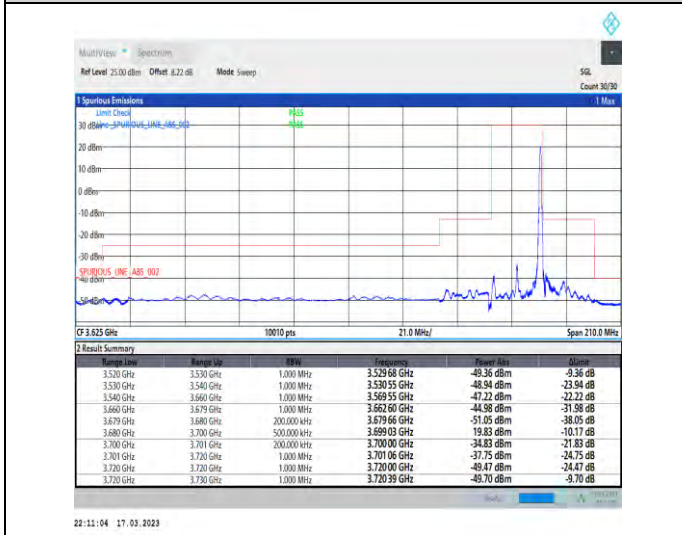 MultiView Spectrum
Ref Level 25.00 dBm Offset 8.22 dB Mode Sweep SGL
Count 30/30
1 Spurious Emissions 1 Max
Limit Check PASS
Line _SPURIOUS_LINE_ABS_002 PASS
30 dBm
20 dBm
10 dBm
0 dBm
-10 dBm
-20 dBm
-30 dBm
SPURIOUS_LINE_ABS_002
-40 dBm
-50 dBm
CF 3.625 GHz 10010 pts 21.0 MHz/ Span 210.0 MHz
2 Result Summary
Range Low Range Up RBW Frequency Power Abs ΔLimit
3.520 GHz 3.530 GHz 1.000 MHz 3.529 68 GHz -49.36 dBm -9.36 dB
3.530 GHz 3.540 GHz 1.000 MHz 3.530 55 GHz -48.94 dBm -23.94 dB
3.540 GHz 3.660 GHz 1.000 MHz 3.569 55 GHz -47.22 dBm -22.22 dB
3.660 GHz 3.679 GHz 1.000 MHz 3.662 60 GHz -44.98 dBm -31.98 dB
3.679 GHz 3.680 GHz 200.000 kHz 3.679 66 GHz -51.05 dBm -38.05 dB
3.680 GHz 3.700 GHz 500.000 kHz 3.699 03 GHz 19.83 dBm -10.17 dB
3.700 GHz 3.701 GHz 200.000 kHz 3.700 00 GHz -34.83 dBm -21.83 dB
3.701 GHz 3.720 GHz 1.000 MHz 3.701 06 GHz -37.75 dBm -24.75 dB
3.720 GHz 3.720 GHz 1.000 MHz 3.720 00 GHz -49.47 dBm -24.47 dB
3.720 GHz 3.730 GHz 1.000 MHz 3.720 39 GHz -49.70 dBm -9.70 dB
22:11:04 17.03.2023